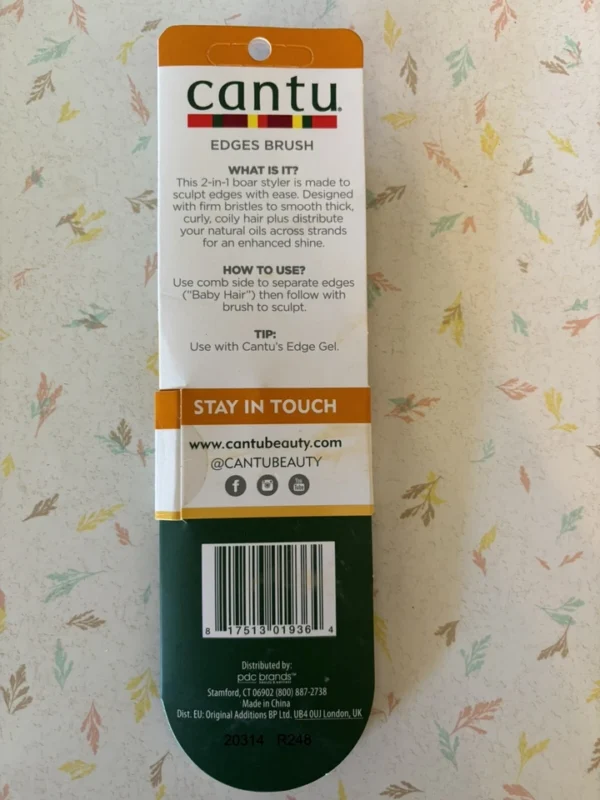 cantu
EDGES BRUSH
WHAT IS IT?
This 2-in-1 boar styler is made to
sculpt edges with ease. Designed
with firm bristles to smooth thick,
curly, coily hair plus distribute
your natural oils across strands
for an enhanced shine.
HOW TO USE?
Use comb side to separate edges
("Baby Hair") then follow with
brush to sculpt.
TIP:
Use with Cantu's Edge Gel.
STAY IN TOUCH
www.cantubeauty.com
@CANTUBEAUTY
8 17513 01936 4
Distributed by:
pdc brands™
Stamford, CT 06902 (800) 887-2738
Made in China
Dist. EU: Original Additions BP Ltd. UB4 0UJ London, UK
20314 R248